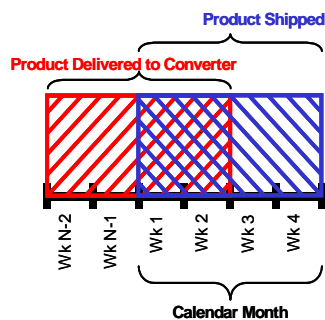 Product Shipped
Product Delivered to Converter
Wk N-2
Wk N-1
Wk 1
Wk 2
Wk 3
Wk 4
Calendar Month